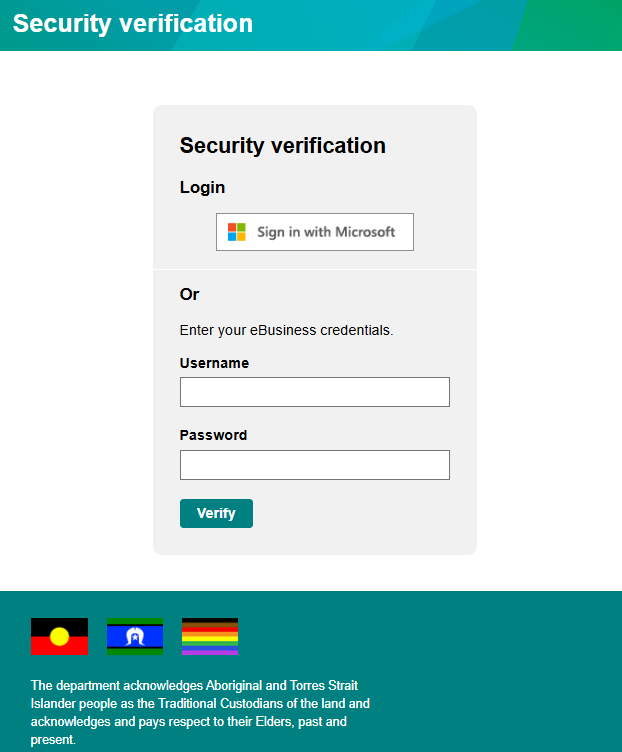 Security verification
Security verification
Login
Sign in with Microsoft
Or
Enter your eBusiness credentials.
Username
Password
Verify
The department acknowledges Aboriginal and Torres Strait
Islander people as the Traditional Custodians of the land and
acknowledges and pays respect to their Elders, past and
present.